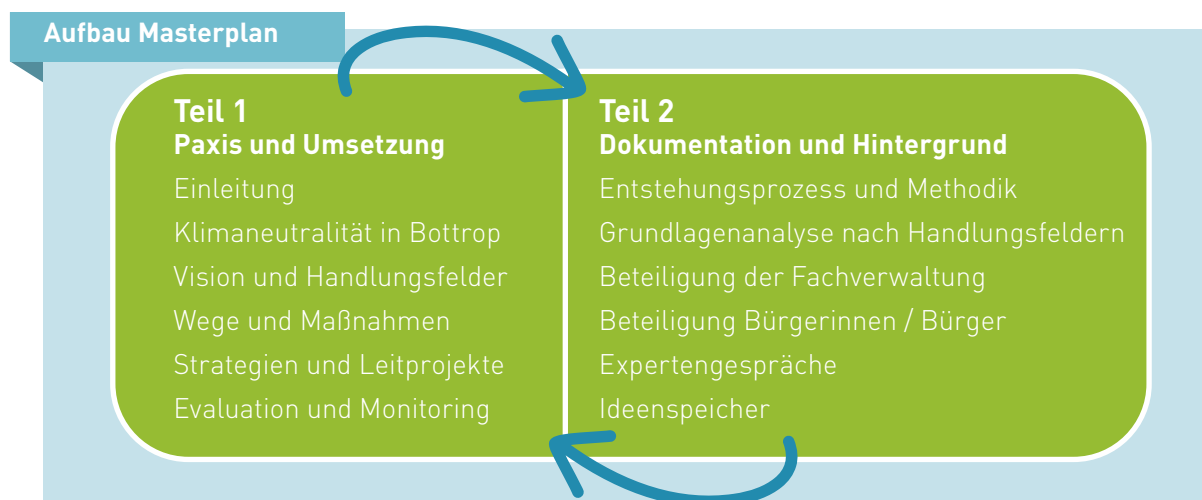 Aufbau Masterplan
Teil 1
Paxis und Umsetzung
Einleitung
Klimaneutralität in Bottrop
Vision und Handlungsfelder
Wege und Maßnahmen
Strategien und Leitprojekte
Evaluation und Monitoring
Teil 2
Dokumentation und Hintergrund
Entstehungsprozess und Methodik
Grundlagenanalyse nach Handlungsfeldern
Beteiligung der Fachverwaltung
Beteiligung Bürgerinnen / Bürger
Expertengespräche
Ideenspeicher